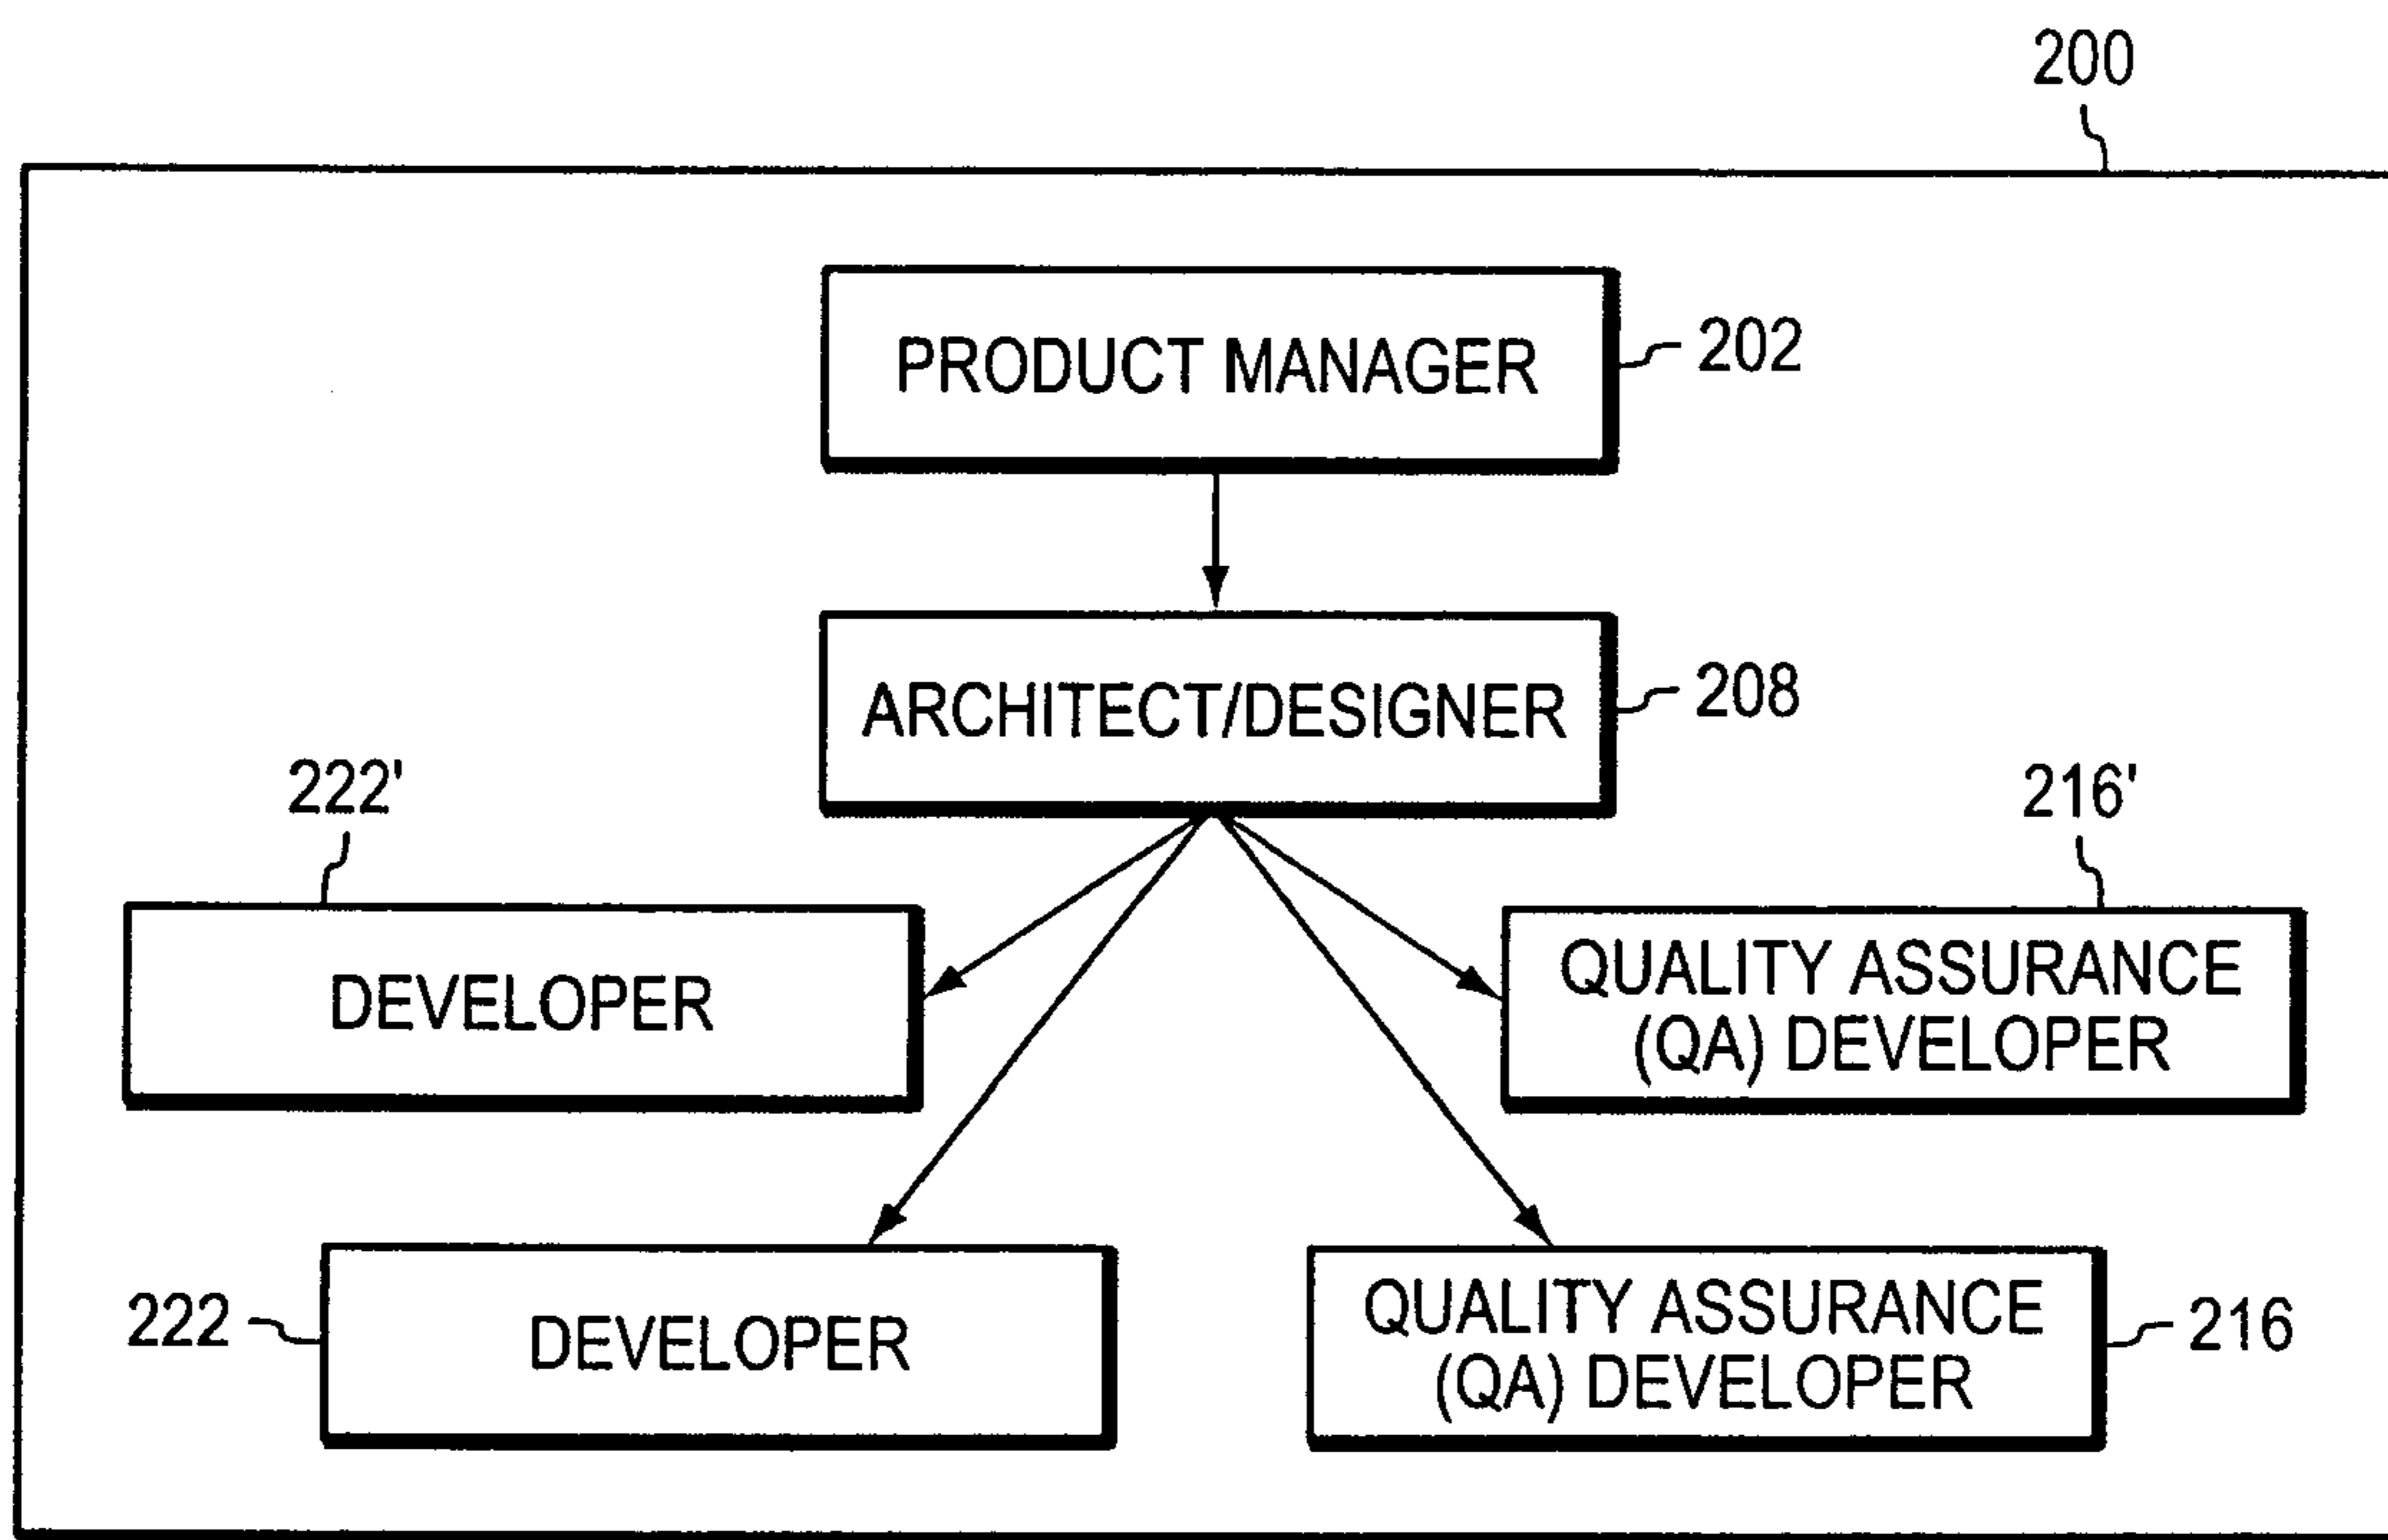 200
PRODUCT MANAGER
202
ARCHITECT/DESIGNER
208
222'
216'
DEVELOPER
QUALITY ASSURANCE
(QA) DEVELOPER
222
DEVELOPER
QUALITY ASSURANCE
(QA) DEVELOPER
216